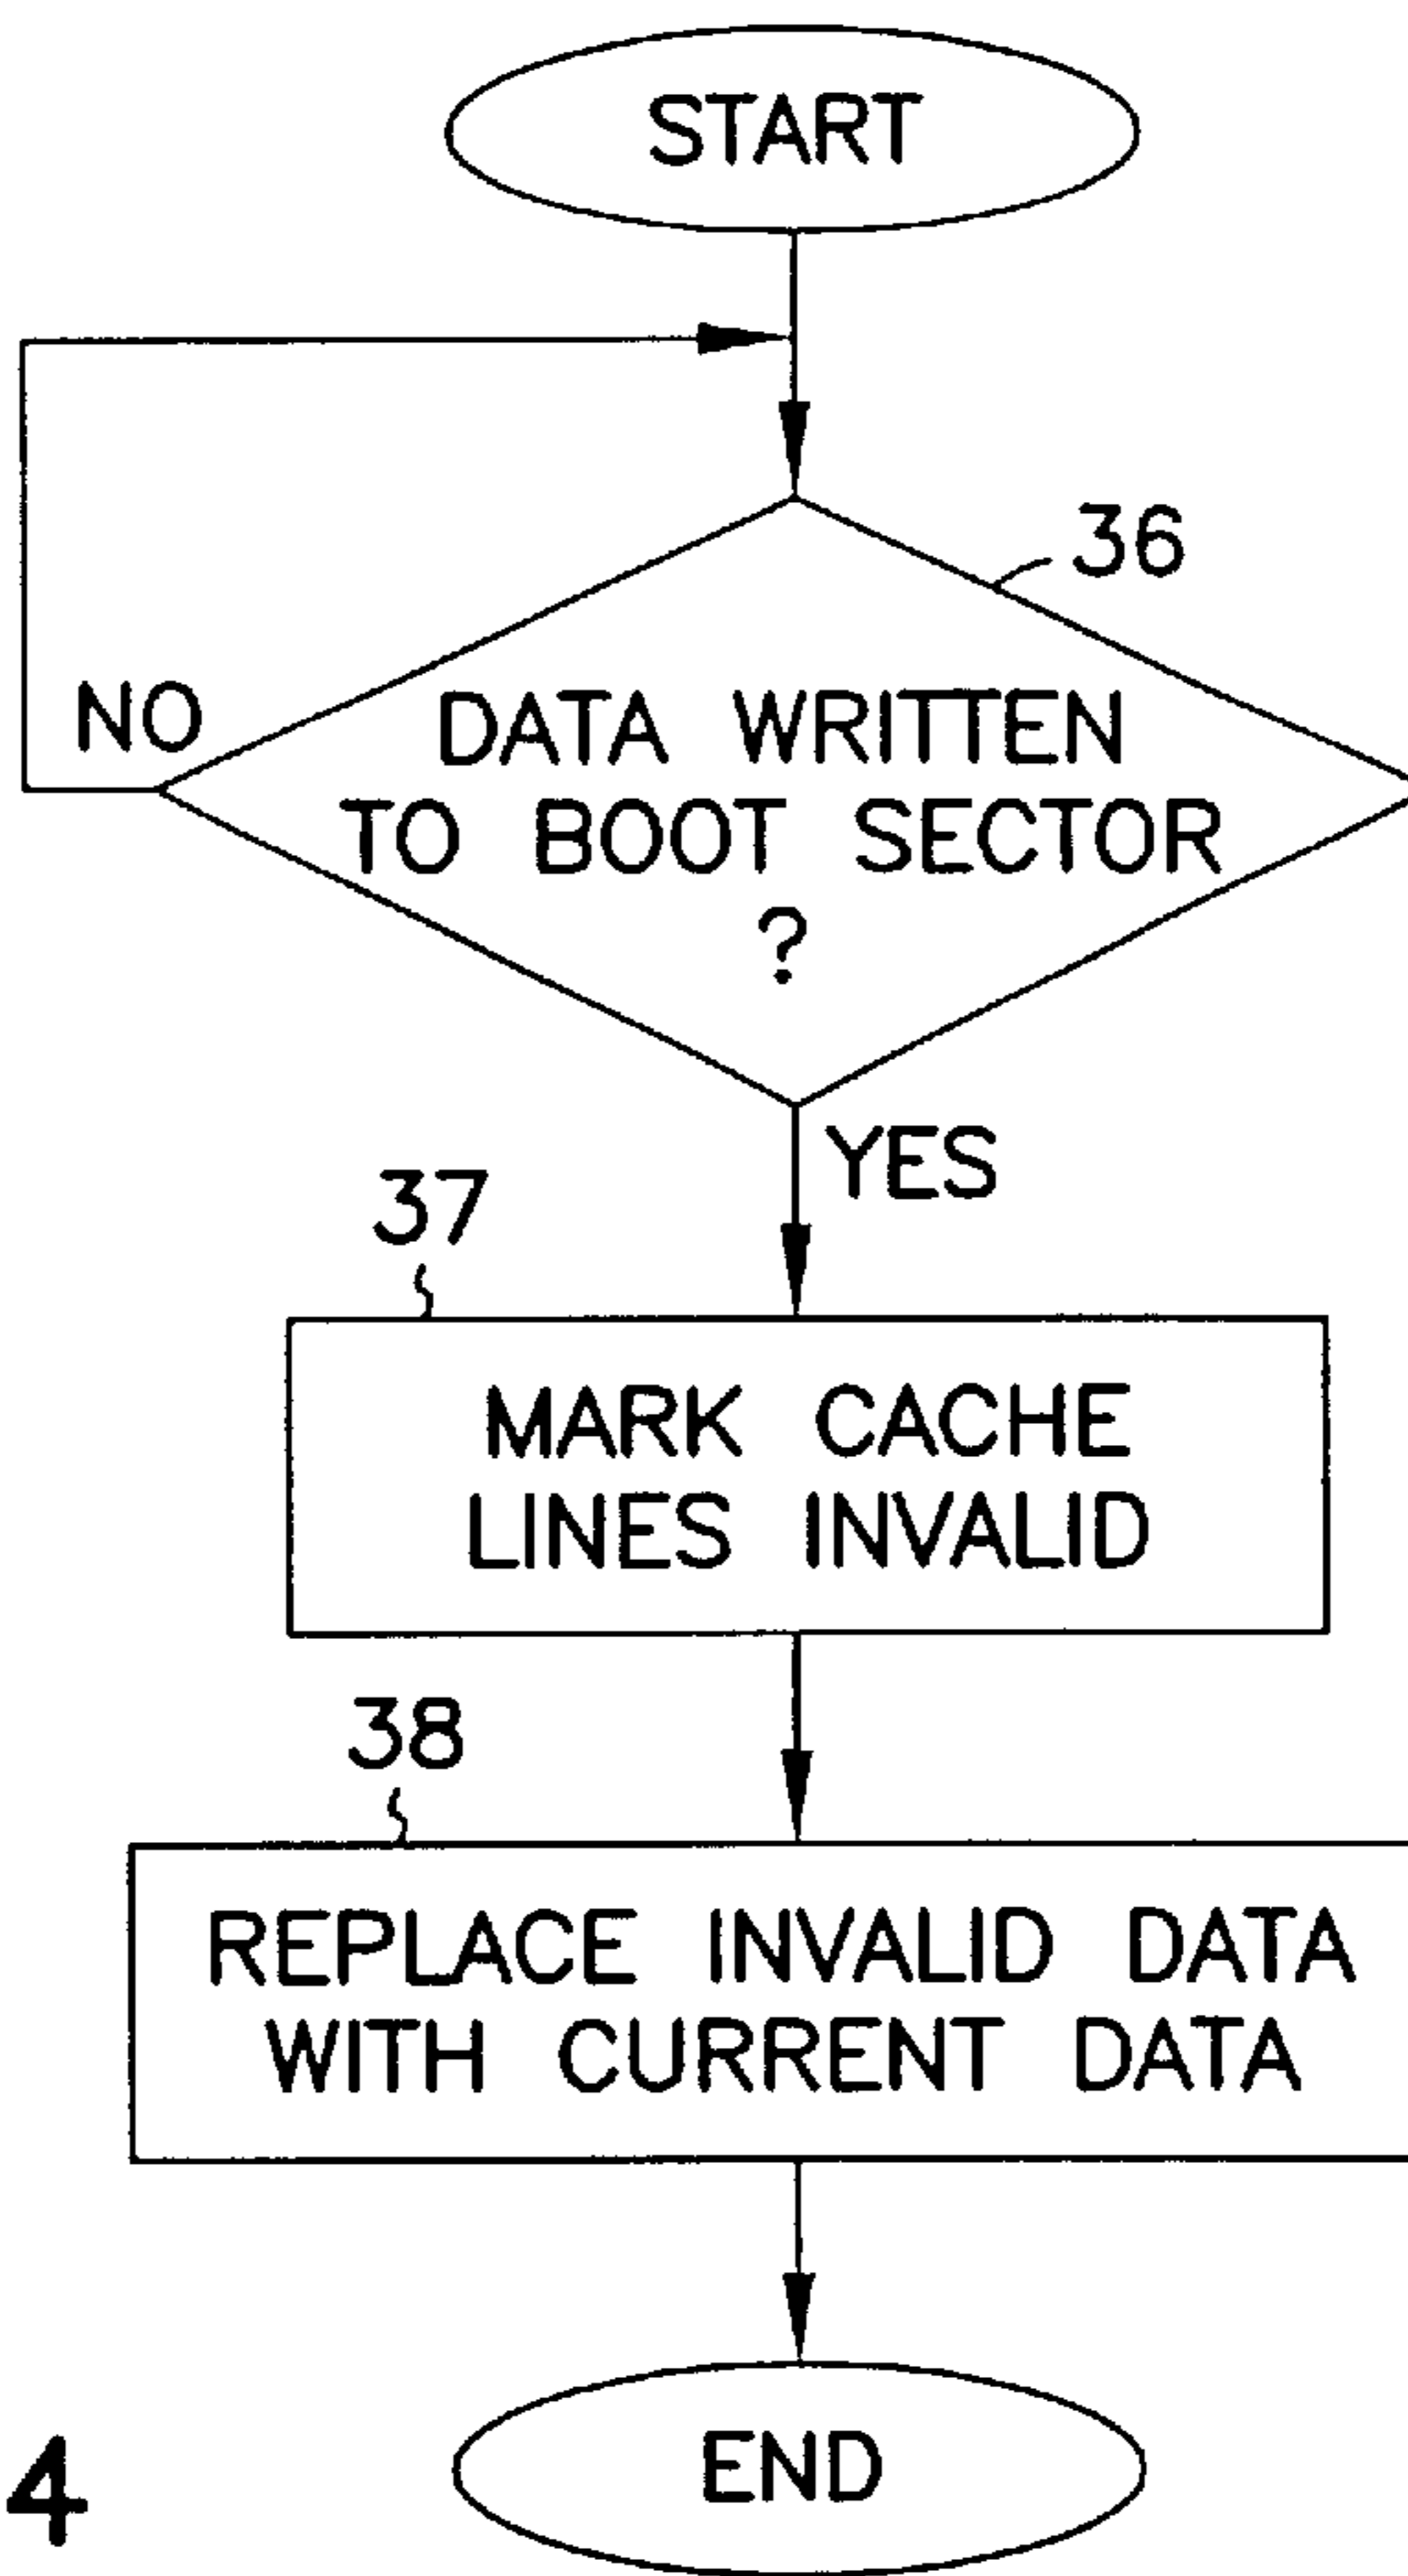 START
36
NO
DATA WRITTEN
TO BOOT SECTOR
?
YES
37
MARK CACHE
LINES INVALID
38
REPLACE INVALID DATA
WITH CURRENT DATA
END
4